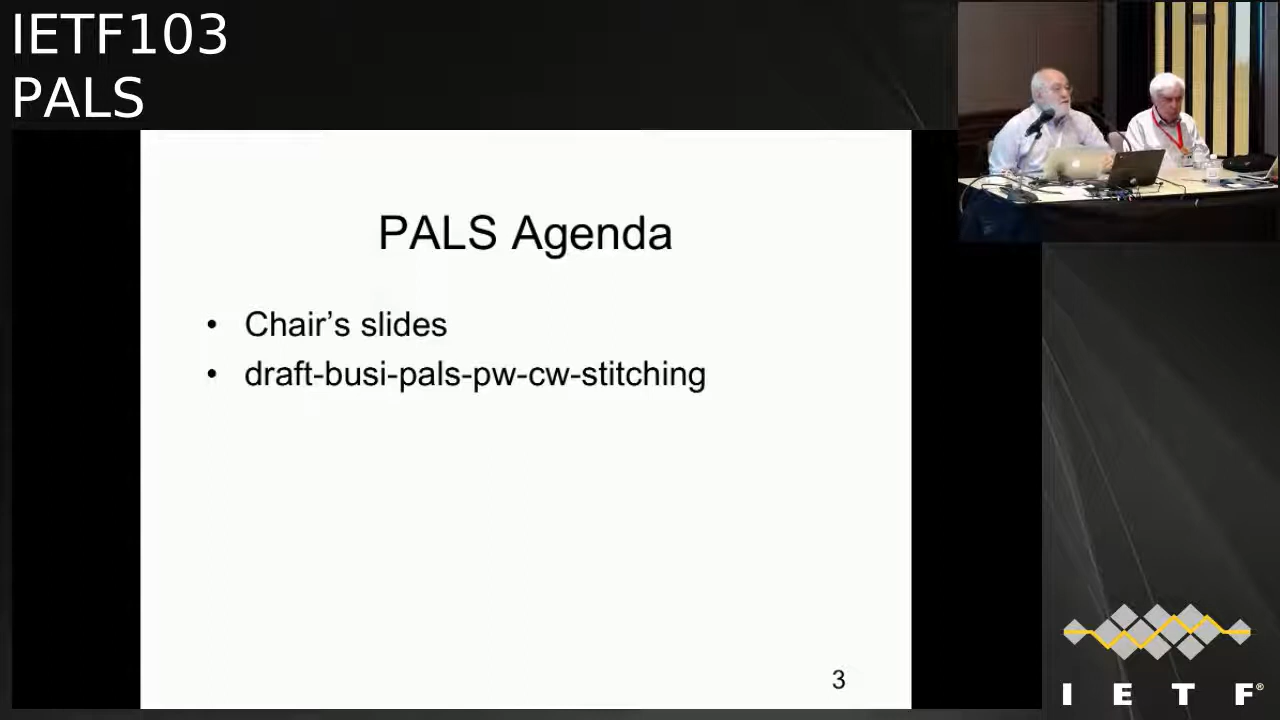 IETF103
PALS
PALS Agenda
• Chair’s slides
• draft-busi-pals-pw-cw-stitching
3
I E T F®